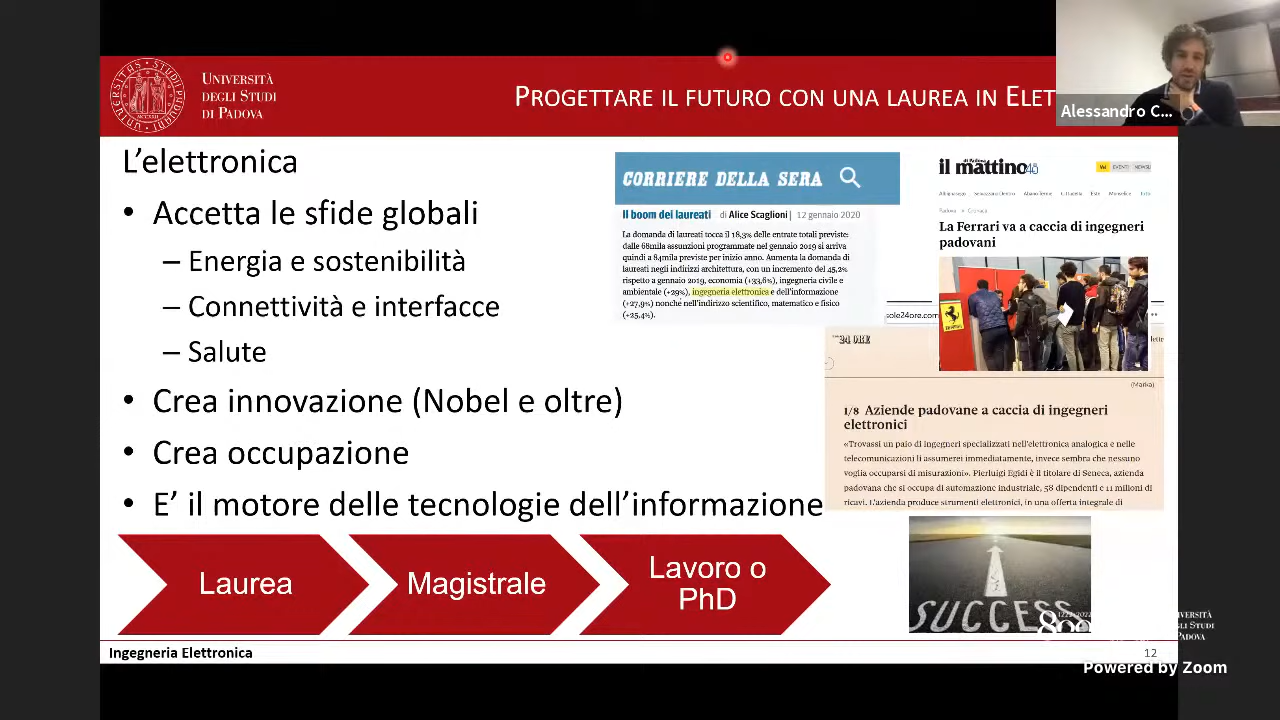 UNIVERSITÀ
DEGLI STUDI
DI PADOVA
PROGETTARE IL FUTURO CON UNA LAUREA IN ELET
Alessandro C...
L'elettronica
• Accetta le sfide globali
– Energia e sostenibilità
– Connettività e interfacce
– Salute
• Crea innovazione (Nobel e oltre)
• Crea occupazione
• E' il motore delle tecnologie dell'informazione
CORRIERE DELLA SERA
Il boom dei laureati di Alice Scaglioni | 12 gennaio 2020
La domanda di laureati tocca il 18,3% delle entrate totali previste:
dalle 68mila assunzioni programmate nel gennaio 2019 si arriva
quindi a 84mila previste per inizio anno. Aumenta la domanda di
laureati negli indirizzi architettura, con un incremento del 45,2%
rispetto a gennaio 2019, economia (+33,6%), ingegneria civile e
ambientale (+29%), ingegneria elettronica e dell'informazione
(+27,9%) nonché nell'indirizzo scientifico, matematico e fisico
(+25,4%).
il mattino
di Padova
EVENTI
Padova » Cronaca
La Ferrari va a caccia di ingegneri
padovani
sole24ore.com
24 ORE
(Marka)
1/8 Aziende padovane a caccia di ingegneri
elettronici
«Trovassi un paio di ingegneri specializzati nell'elettronica analogica e nelle
telecomunicazioni li assumerei immediatamente, invece sembra che nessuno
voglia occuparsi di misurazioni». Pierluigi Egidi è il titolare di Seneca, azienda
padovana che si occupa di automazione industriale, 58 dipendenti e 11 milioni di
ricavi. L'azienda produce strumenti elettronici, in una offerta integrale di
Laurea
Magistrale
Lavoro o
PhD
SUCCESS
Ingegneria Elettronica
12
Powered by Zoom